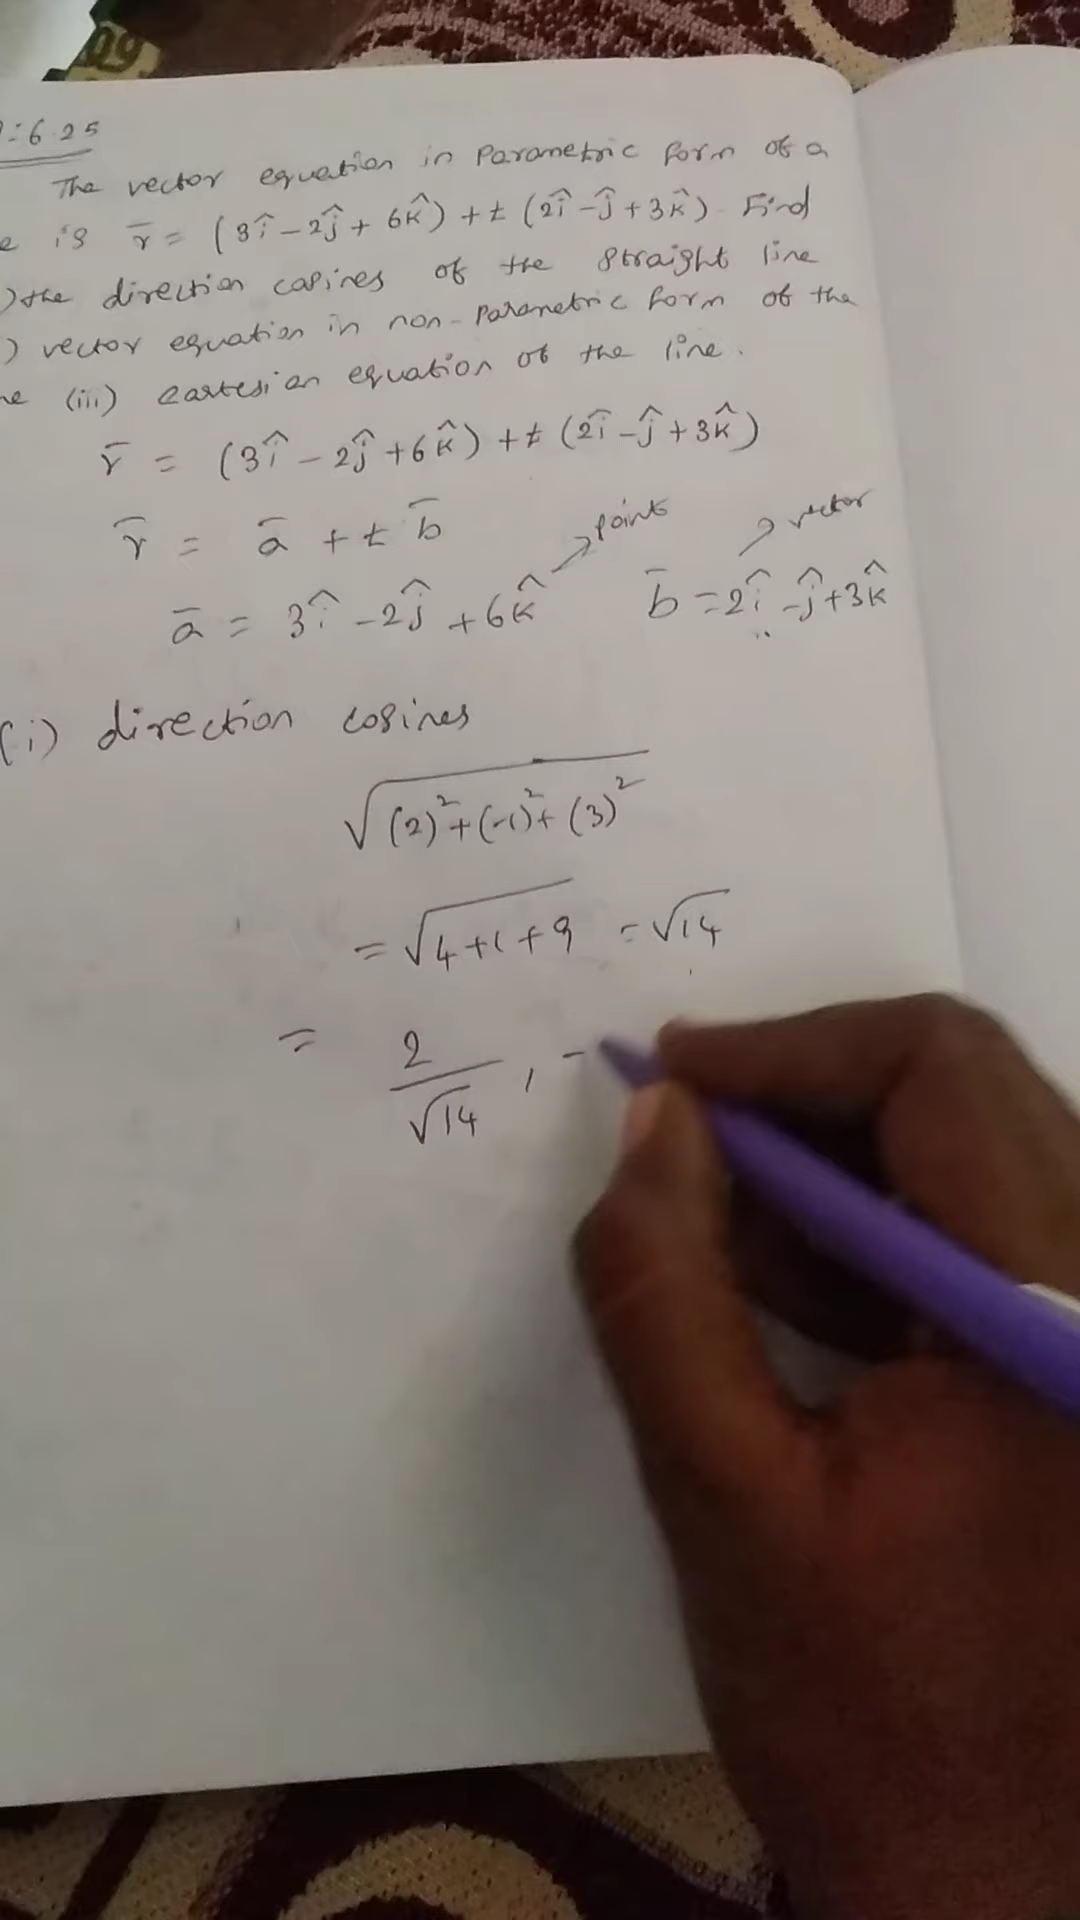 :6.25
The vector equation in parametric form of a
e is r̄ = (3î - 2ĵ + 6k̂) + t (2î - ĵ + 3k̂). Find
) the direction cosines of the straight line
) vector equation in non-parametric form of the
ne (iii) cartesian equation of the line.
r̄ = (3î - 2ĵ + 6k̂) + t (2î - ĵ + 3k̂)
r̄ = ā + t b̄
→ point → vector
ā = 3î - 2ĵ + 6k̂ b̄ = 2î - ĵ + 3k̂
(i) direction cosines
√(2)² + (-1)² + (3)²
= √4+1+9 = √14
= 2/√14 , -